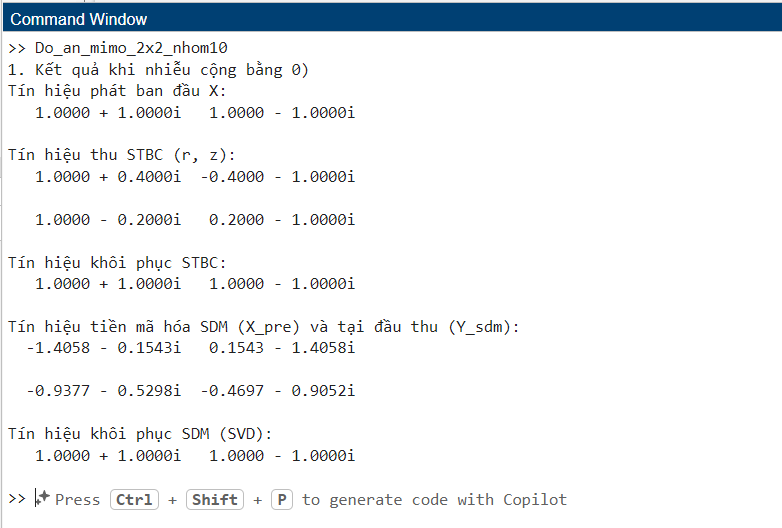 Command Window
>> Do_an_mimo_2x2_nhom10
1. Kết quả khi nhiễu cộng bằng 0)
Tín hiệu phát ban đầu X:
1.0000 + 1.0000i   1.0000 - 1.0000i
Tín hiệu thu STBC (r, z):
1.0000 + 0.4000i  -0.4000 - 1.0000i
1.0000 - 0.2000i   0.2000 - 1.0000i
Tín hiệu khôi phục STBC:
1.0000 + 1.0000i   1.0000 - 1.0000i
Tín hiệu tiền mã hóa SDM (X_pre) và tại đầu thu (Y_sdm):
-1.4058 - 0.1543i   0.1543 - 1.4058i
-0.9377 - 0.5298i  -0.4697 - 0.9052i
Tín hiệu khôi phục SDM (SVD):
1.0000 + 1.0000i   1.0000 - 1.0000i
>> Press Ctrl + Shift + P to generate code with Copilot